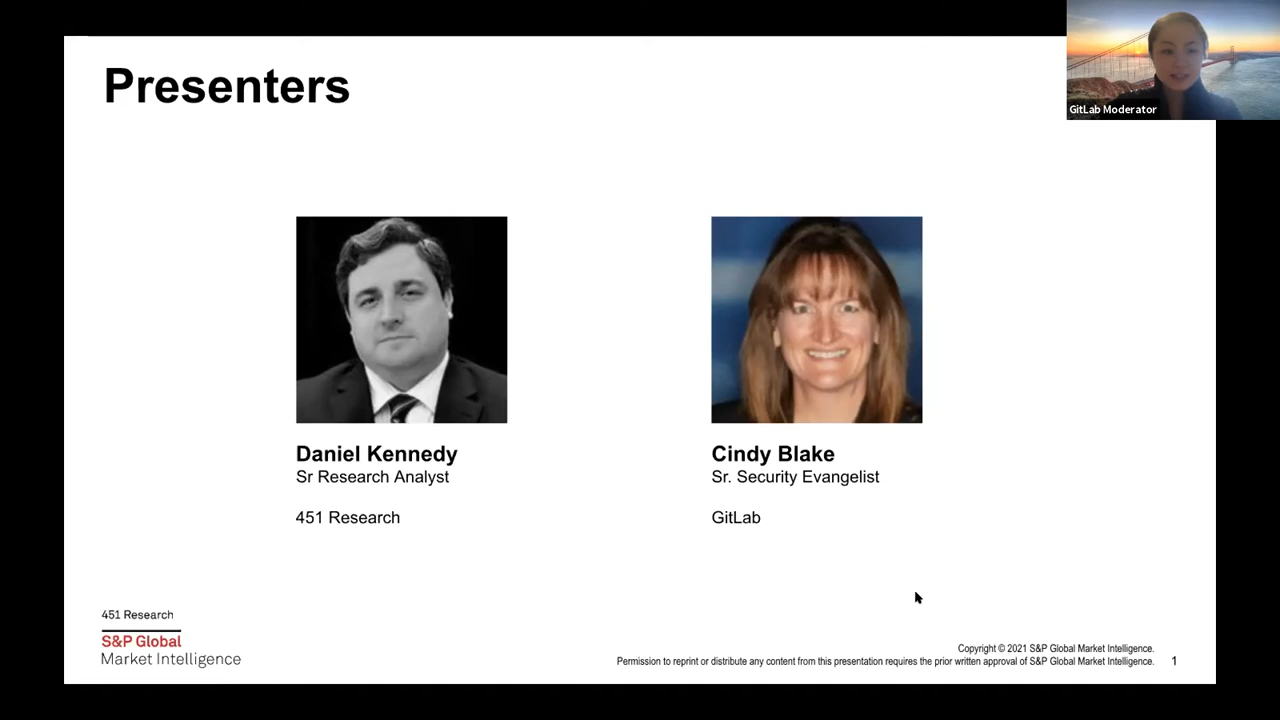 Presenters
GitLab Moderator
Daniel Kennedy
Sr Research Analyst
451 Research
Cindy Blake
Sr. Security Evangelist
GitLab
451 Research
S&P Global
Market Intelligence
Copyright © 2021 S&P Global Market Intelligence.
Permission to reprint or distribute any content from this presentation requires the prior written approval of S&P Global Market Intelligence.
1